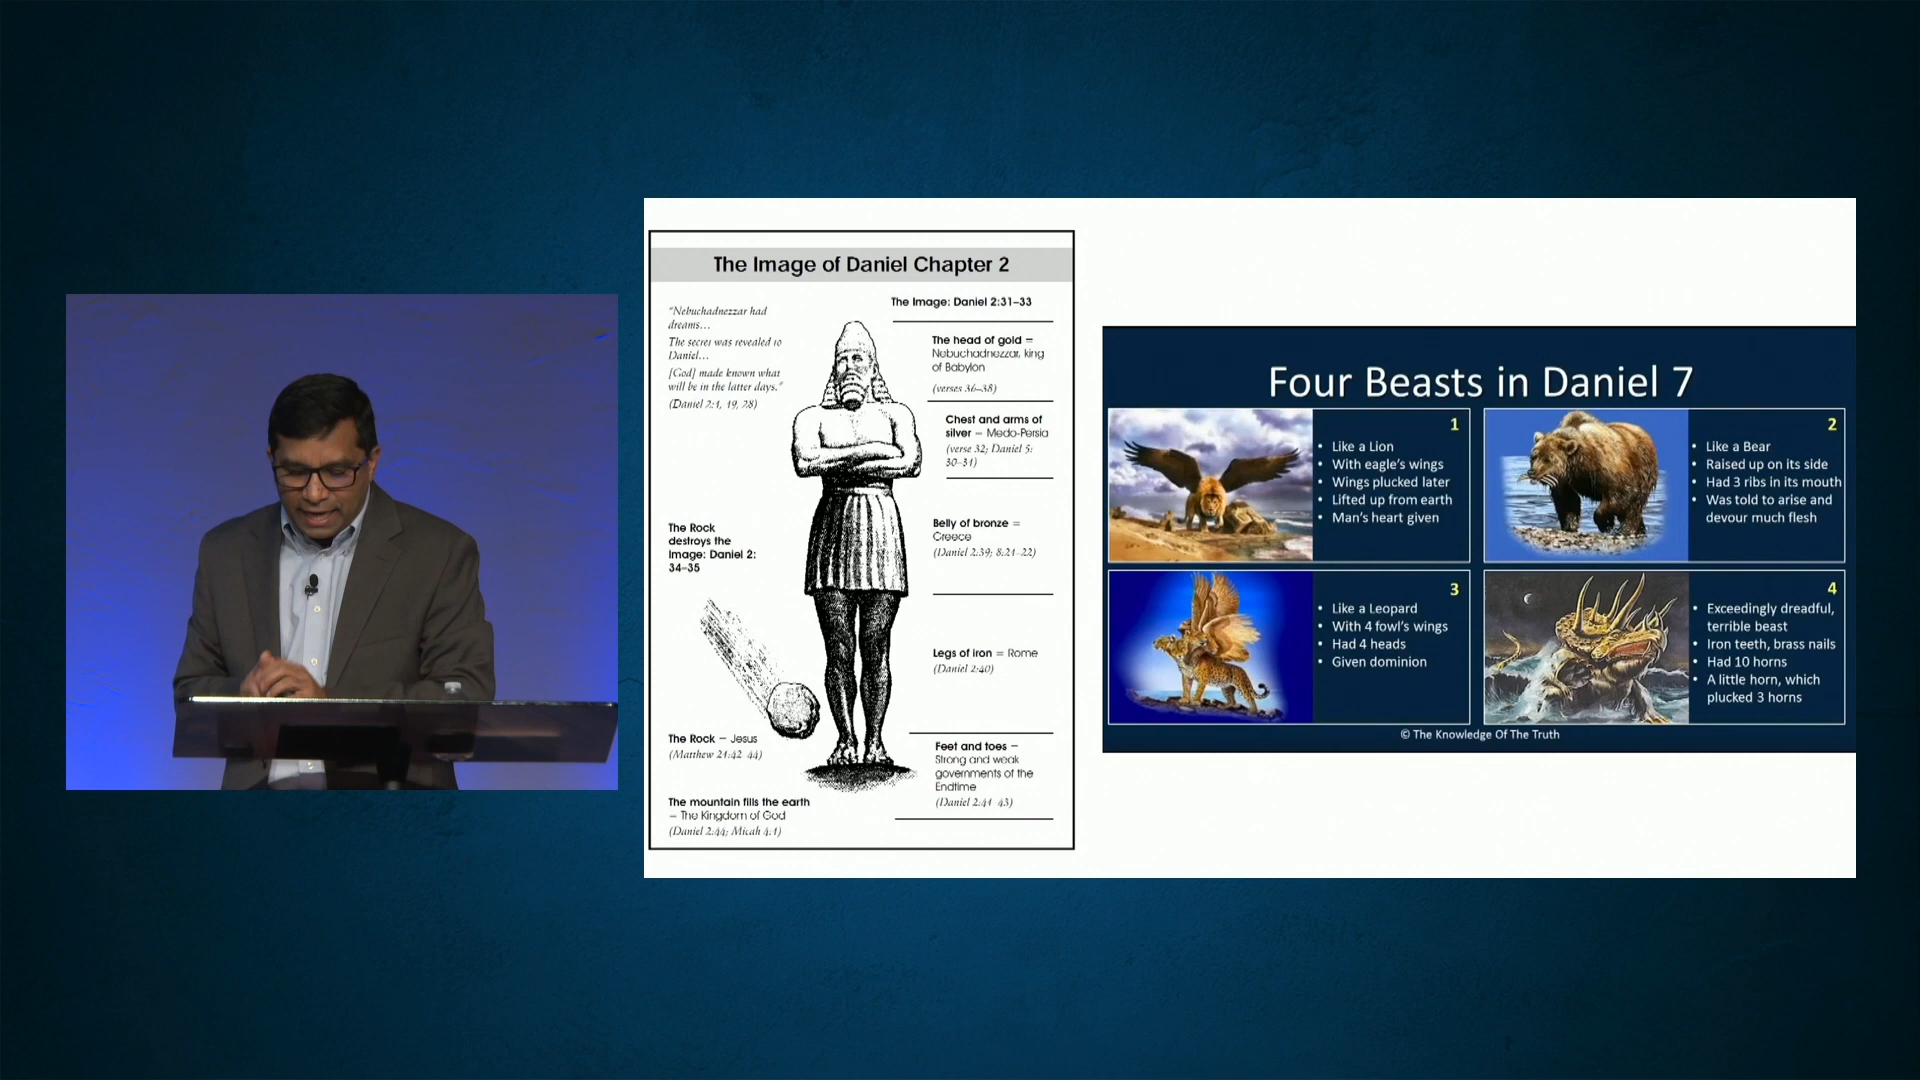 The Image of Daniel Chapter 2
"Nebuchadnezzar had
dreams...
The secret was revealed to
Daniel...
[God] made known what
will be in the latter days."
(Daniel 2:1, 19, 28)
The Image: Daniel 2:31–33
The head of gold =
Nebuchadnezzar, king
of Babylon
(verses 36–38)
Chest and arms of
silver = Medo-Persia
(verse 32; Daniel 5:
30–31)
Belly of bronze =
Greece
(Daniel 2:39; 8:21–22)
The Rock
destroys the
Image: Daniel 2:
34–35
Legs of iron = Rome
(Daniel 2:40)
The Rock = Jesus
(Matthew 21:42–44)
Feet and toes =
Strong and weak
governments of the
Endtime
(Daniel 2:41–43)
The mountain fills the earth
= The Kingdom of God
(Daniel 2:44; Micah 4:1)
Four Beasts in Daniel 7
1
• Like a Lion
• With eagle's wings
• Wings plucked later
• Lifted up from earth
• Man's heart given
2
• Like a Bear
• Raised up on its side
• Had 3 ribs in its mouth
• Was told to arise and
devour much flesh
3
• Like a Leopard
• With 4 fowl's wings
• Had 4 heads
• Given dominion
4
• Exceedingly dreadful,
terrible beast
• Iron teeth, brass nails
• Had 10 horns
• A little horn, which
plucked 3 horns
© The Knowledge Of The Truth